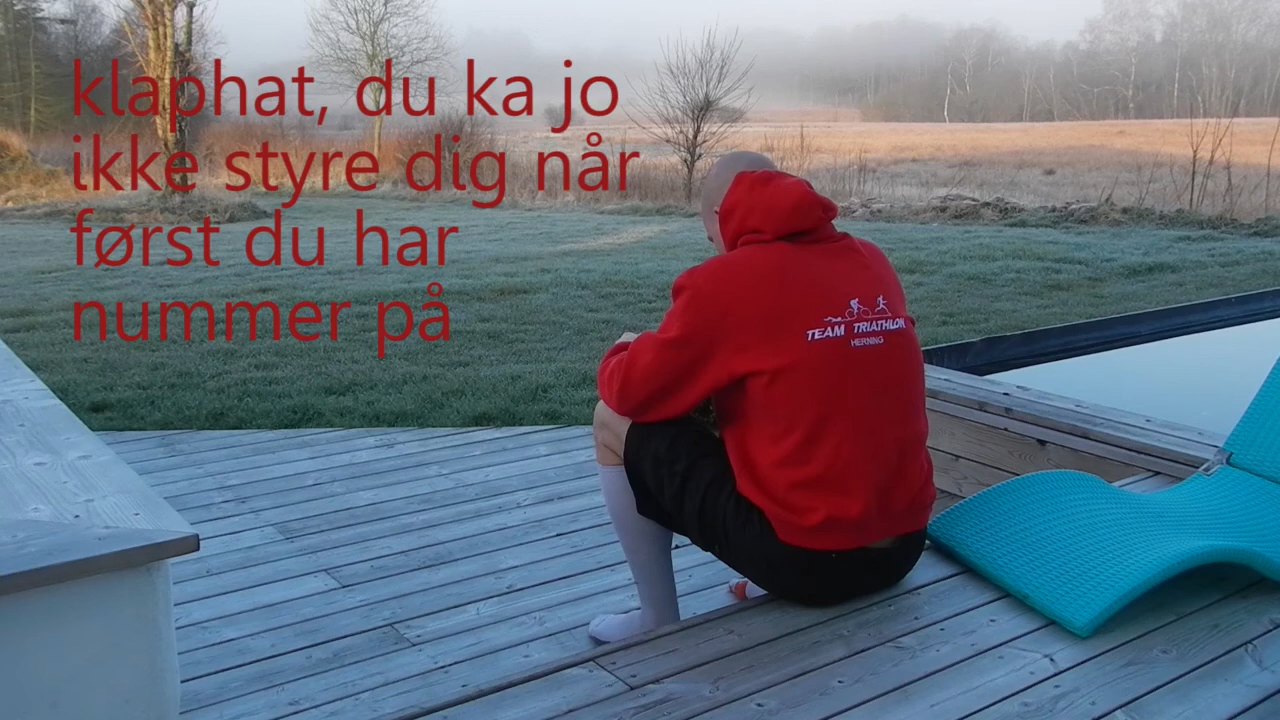 klaphat, du ka jo
ikke styre dig når
først du har
nummer på
TEAM TRIATHLON
HERNING